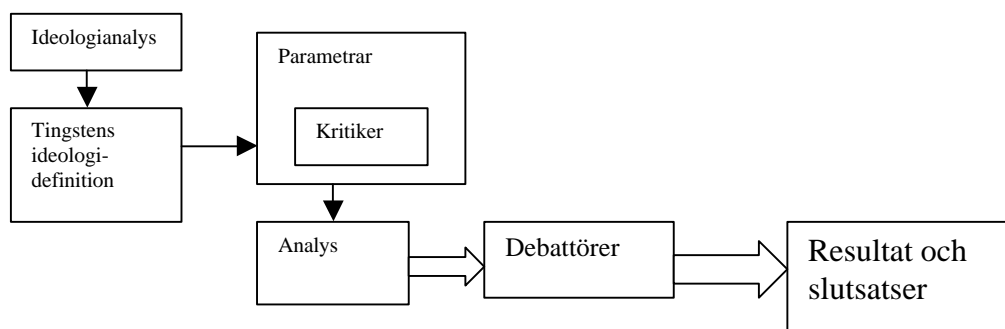 Ideologianalys
Parametrar
Kritiker
Tingstens
ideologi-
definition
Analys
Debattörer
Resultat och
slutsatser